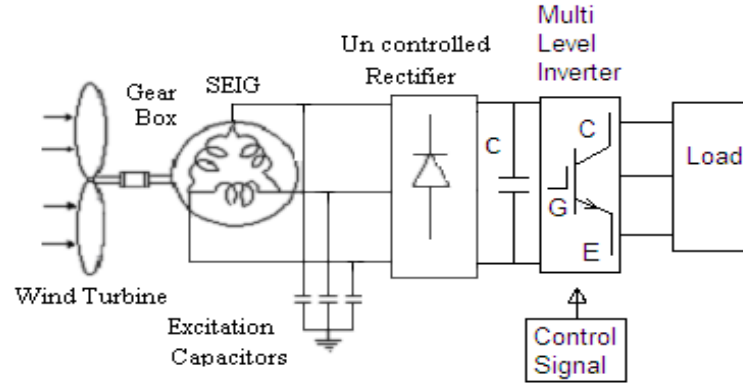 Multi
Level
Inverter
Un controlled
Rectifier
SEIG
Gear
Box
C
C
G
E
Load
Wind Turbine
Excitation
Capacitors
Control
Signal